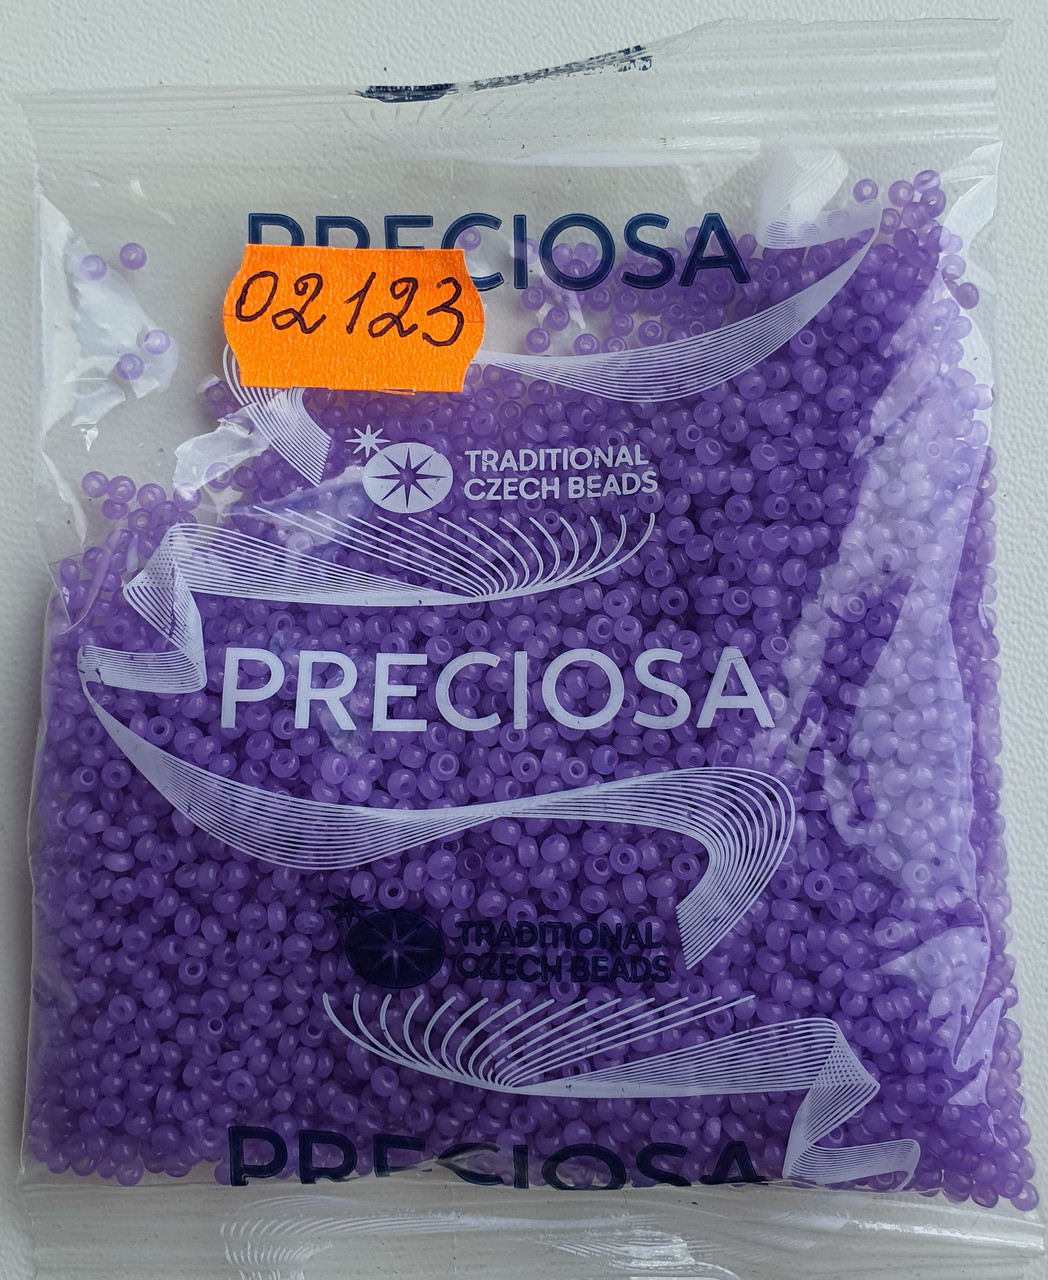 PRECIOSA
02123
TRADITIONAL
CZECH BEADS
PRECIOSA
TRADITIONAL
CZECH BEADS
PRECIOSA